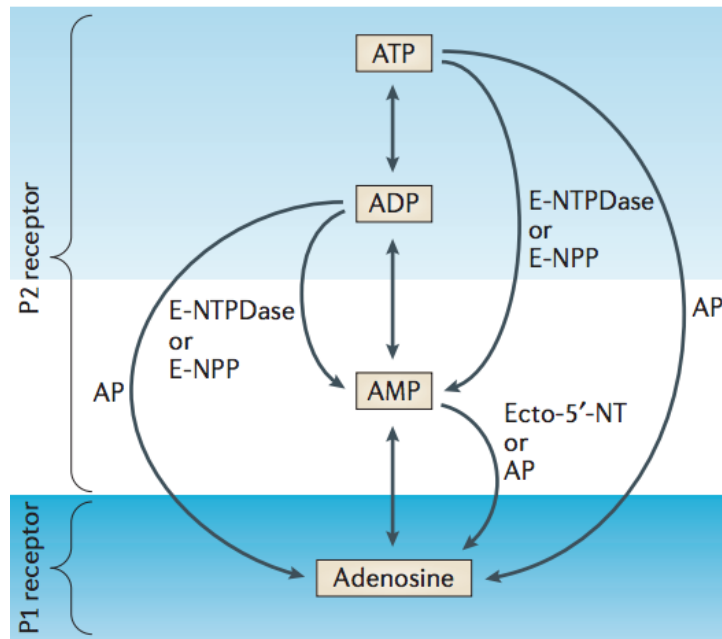 ATP
P2 receptor
ADP
E-NTPDase
or
E-NPP
E-NTPDase
or
E-NPP
AP
AP
AMP
Ecto-5′-NT
or
AP
P1 receptor
Adenosine